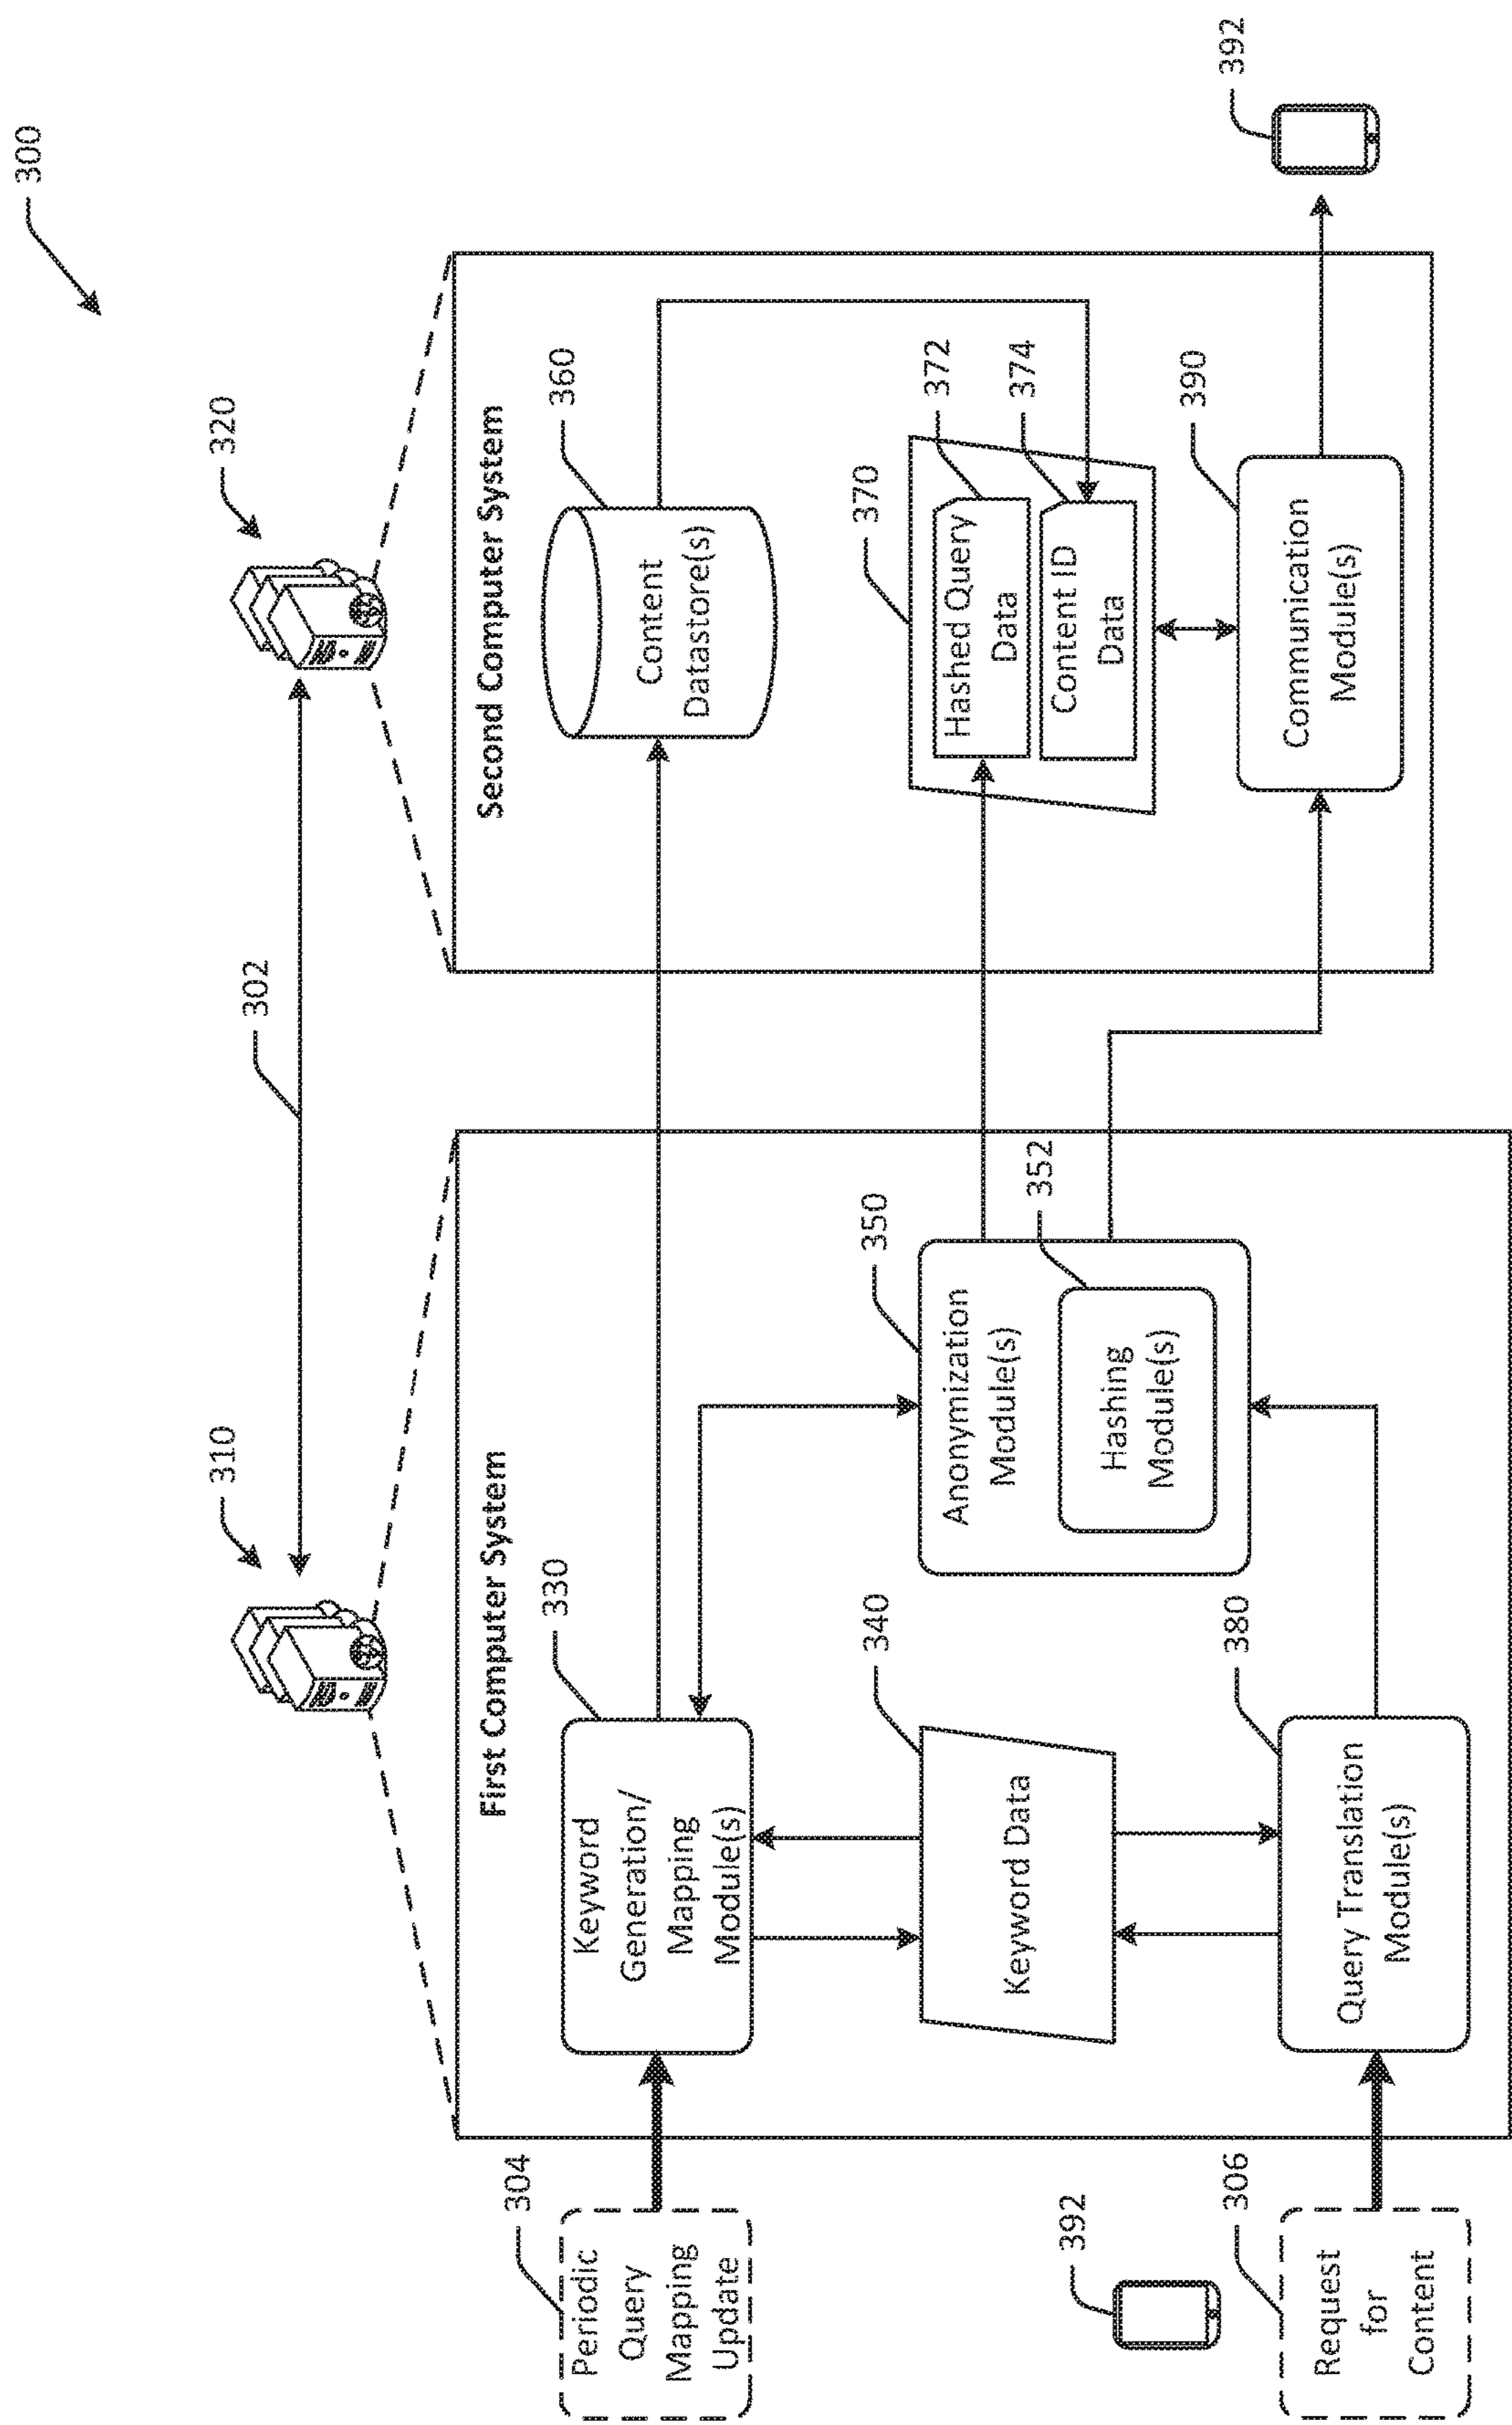 300
302
310
320
First Computer System
Second Computer System
304
Periodic
Query
Mapping
Update
330
Keyword
Generation/
Mapping
Module(s)
360
Content
Datastore(s)
340
Keyword Data
350
Anonymization
Module(s)
352
Hashing
Module(s)
370
372
Hashed Query
Data
374
Content ID
Data
392
306
Request
for
Content
380
Query Translation
Module(s)
390
Communication
Module(s)
392